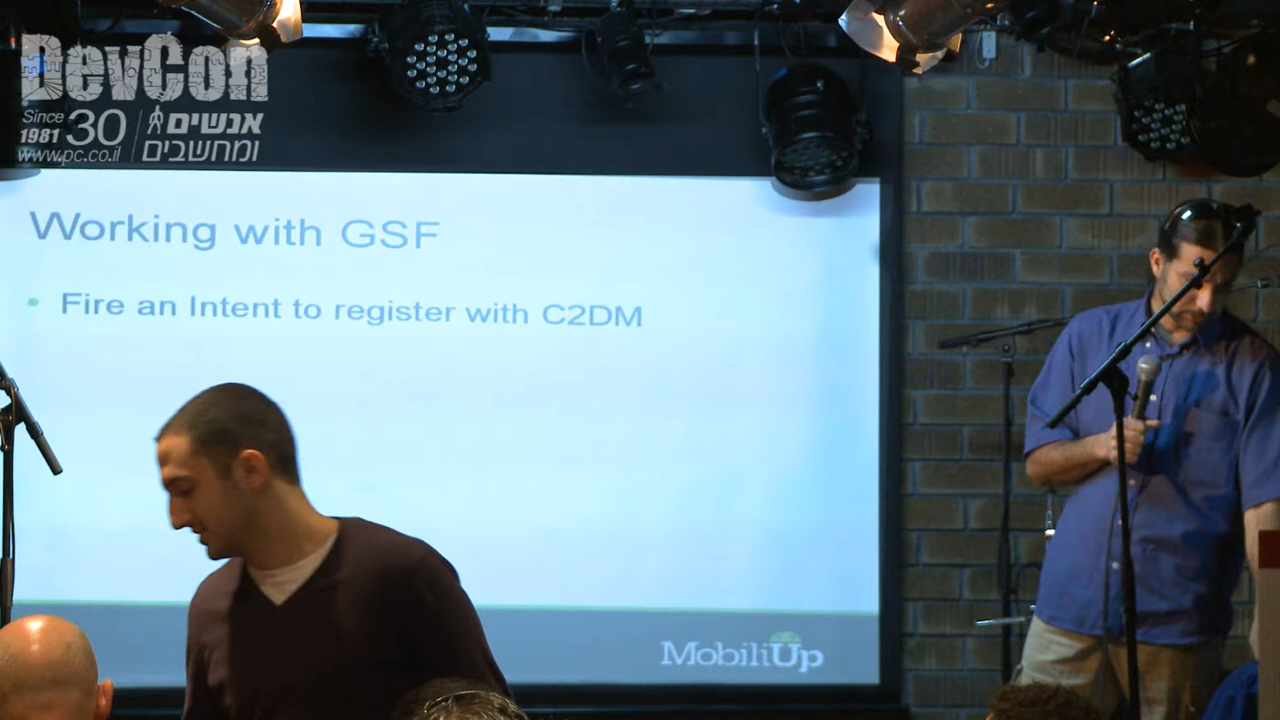 DevCon
Since
1981
30
www.pc.co.il
אנשים
ומחשבים
Working with GSF
Fire an Intent to register with C2DM
MobiliUp